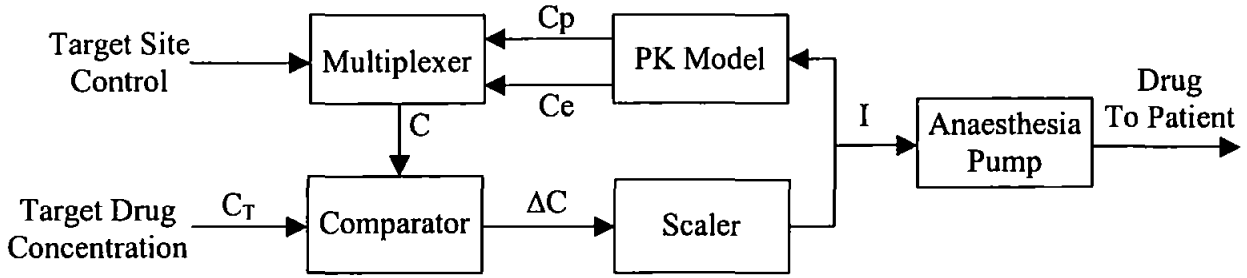 Target Site
Control
Multiplexer
Cp
Ce
PK Model
C
I
Anaesthesia
Pump
Drug
To Patient
Target Drug
Concentration
C_T
Comparator
ΔC
Scaler